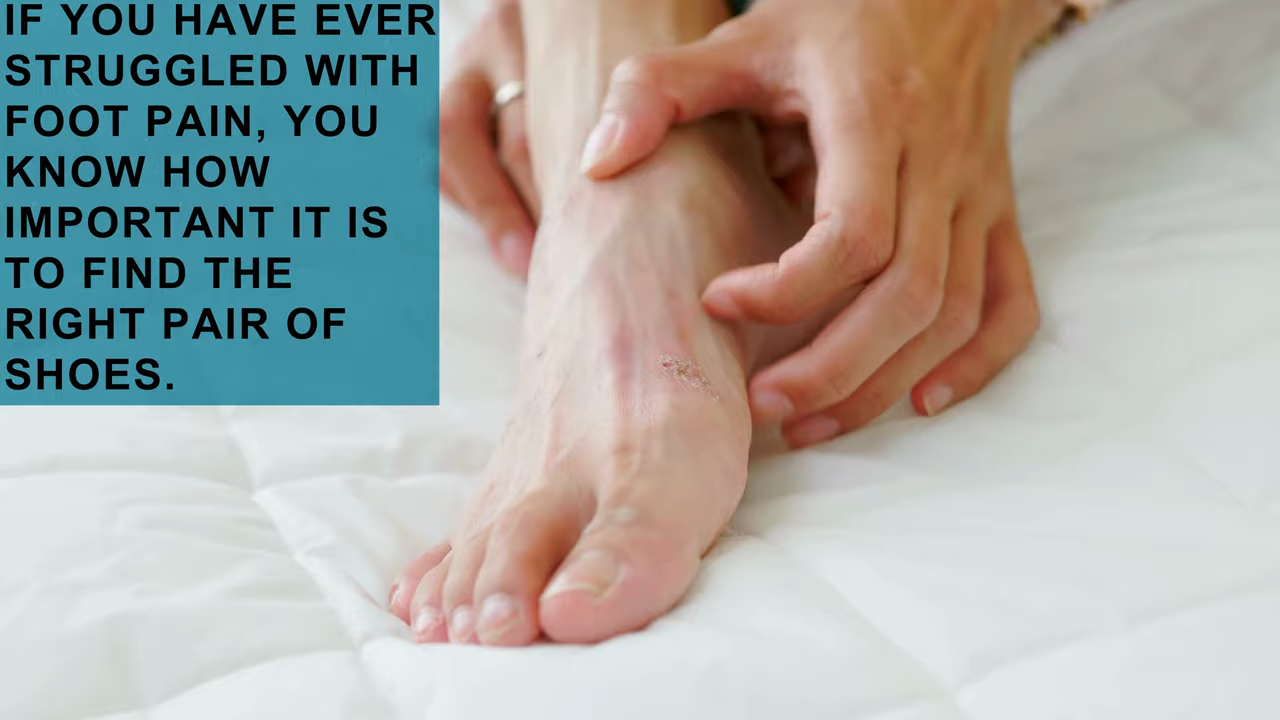 IF YOU HAVE EVER
STRUGGLED WITH
FOOT PAIN, YOU
KNOW HOW
IMPORTANT IT IS
TO FIND THE
RIGHT PAIR OF
SHOES.